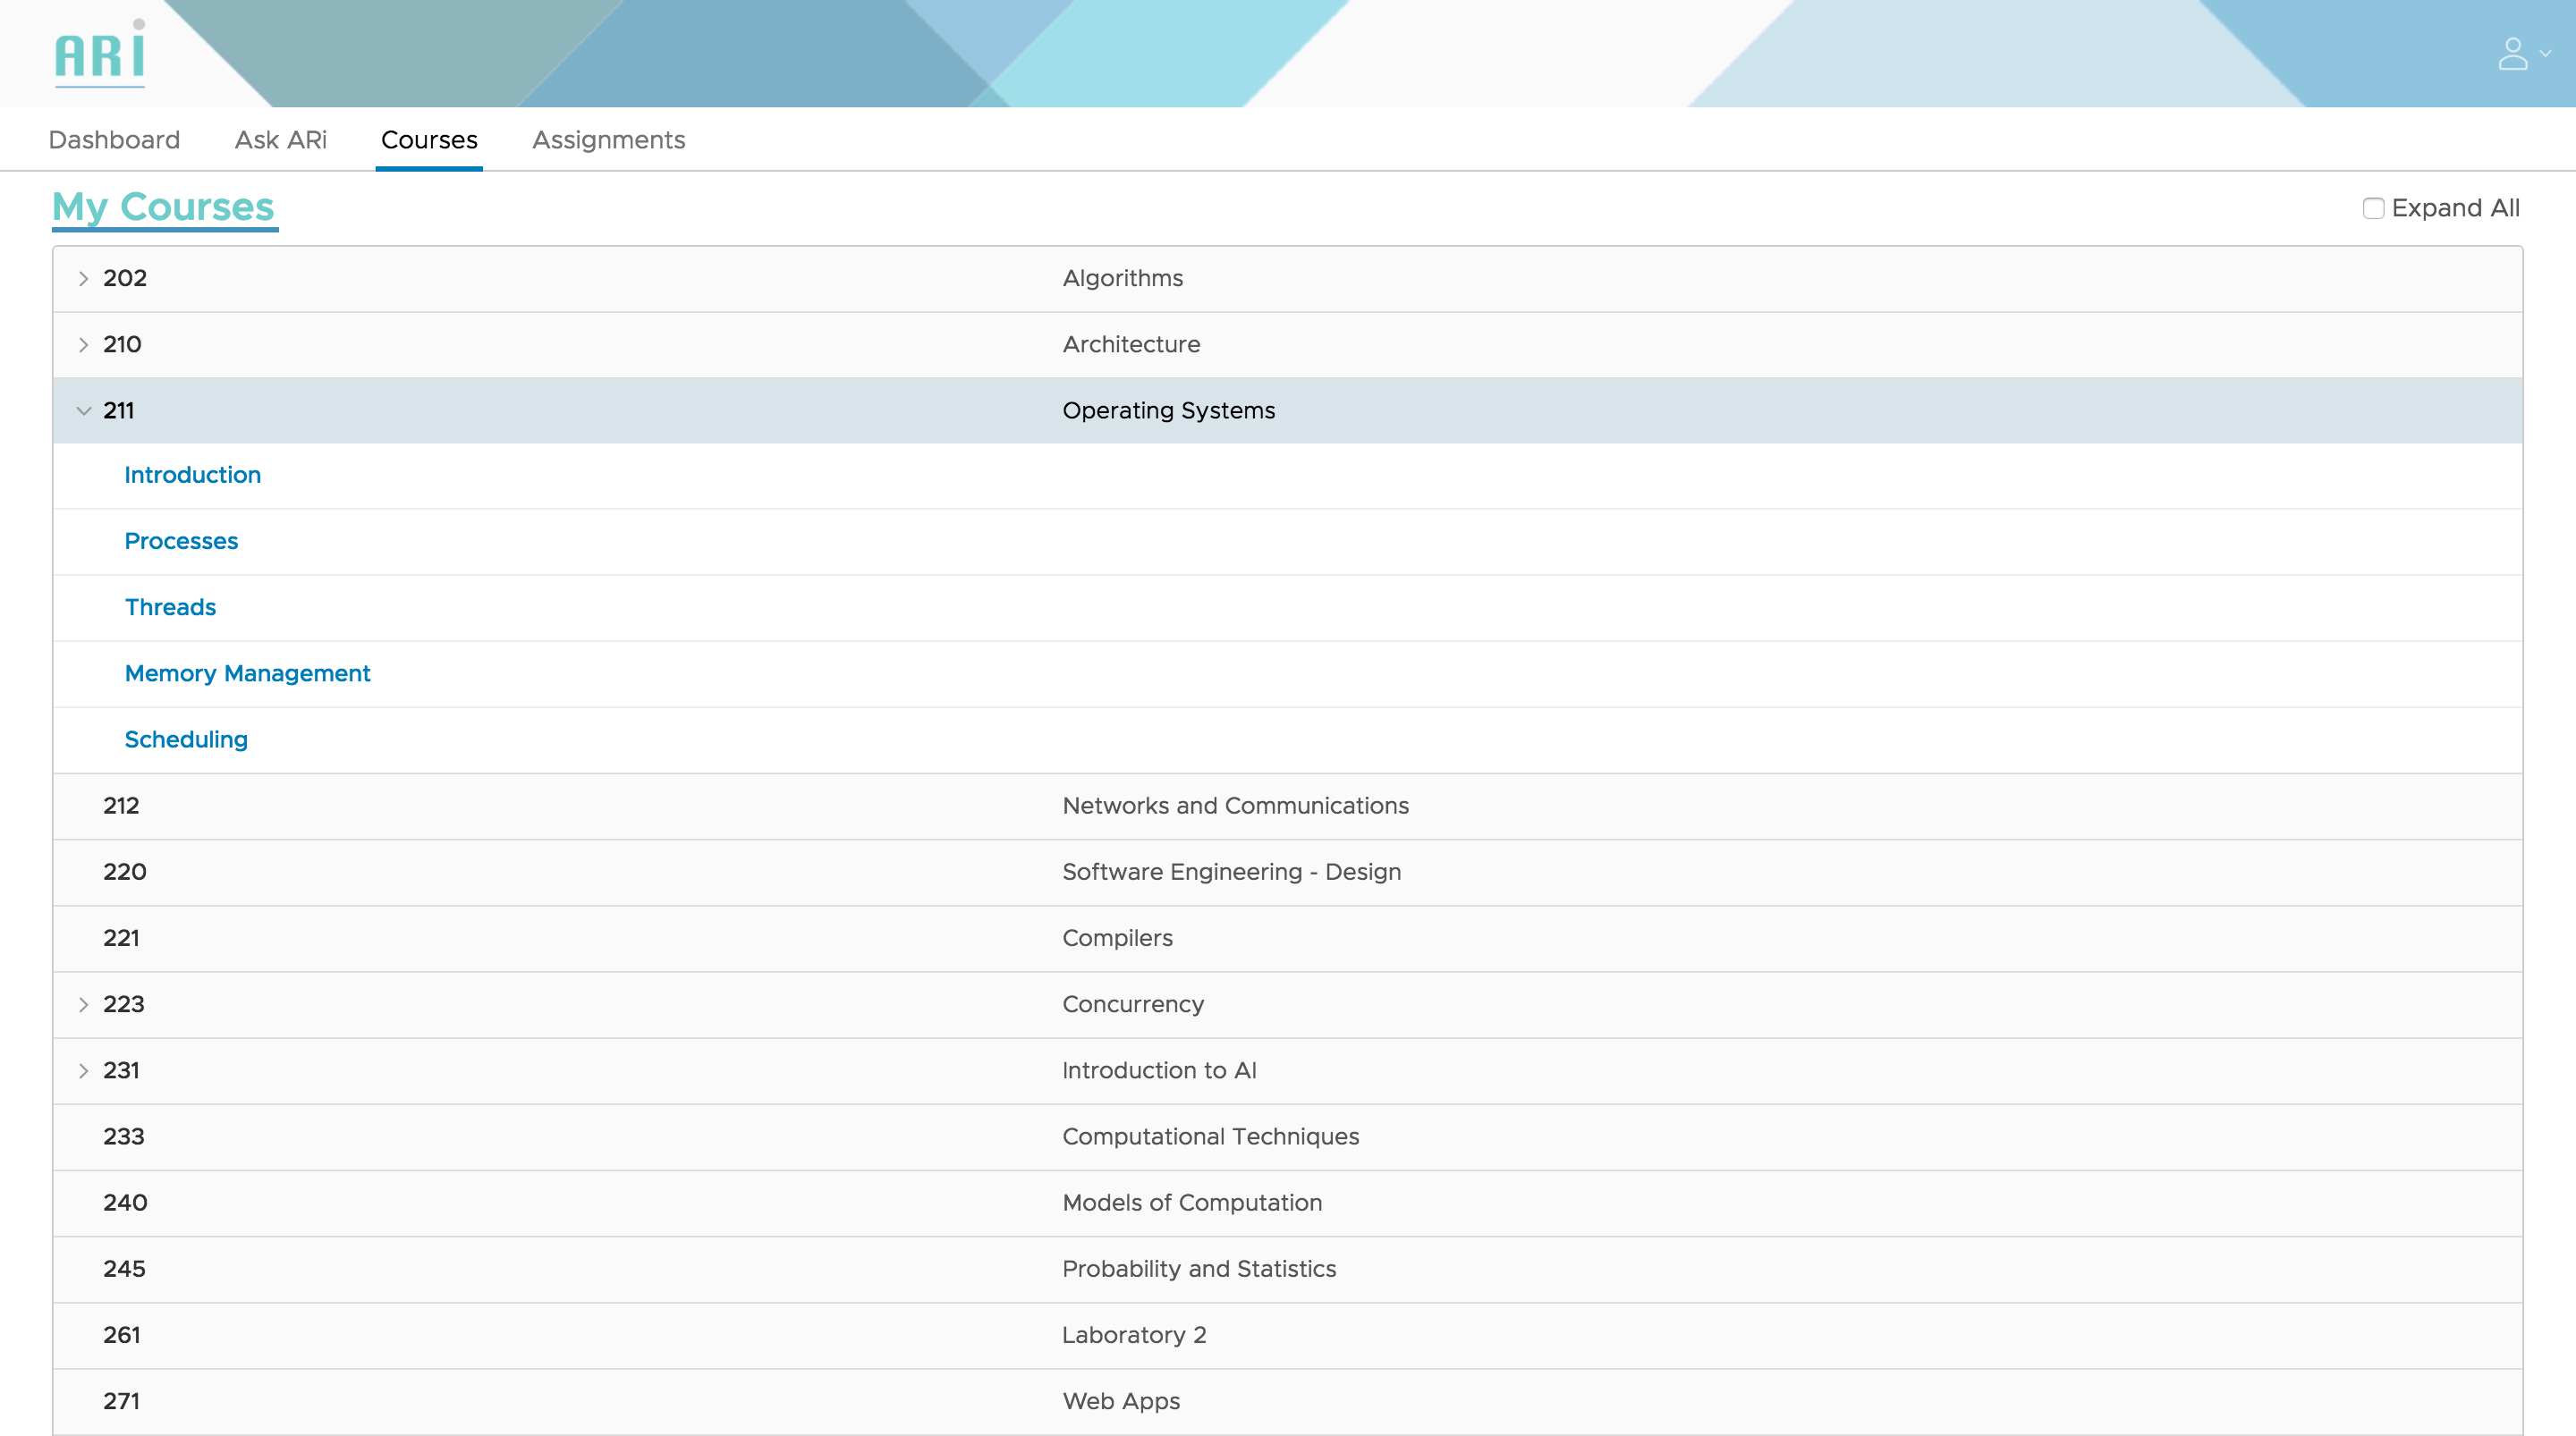 ARi
Dashboard Ask ARi Courses Assignments
My Courses Expand All
202 Algorithms
210 Architecture
211 Operating Systems
Introduction
Processes
Threads
Memory Management
Scheduling
212 Networks and Communications
220 Software Engineering - Design
221 Compilers
223 Concurrency
231 Introduction to AI
233 Computational Techniques
240 Models of Computation
245 Probability and Statistics
261 Laboratory 2
271 Web Apps